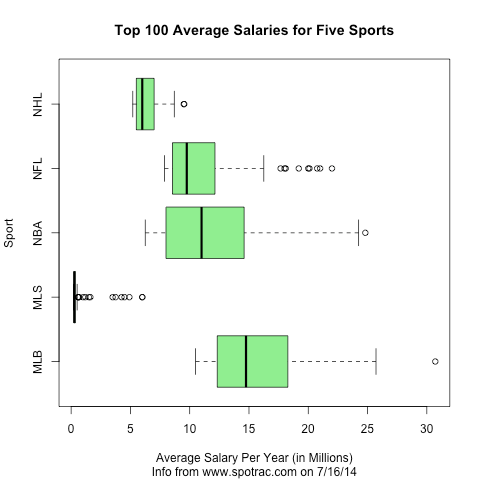 Top 100 Average Salaries for Five Sports
NHL
NFL
NBA
MLS
MLB
Sport
0 5 10 15 20 25 30
Average Salary Per Year (in Millions)
Info from www.spotrac.com on 7/16/14